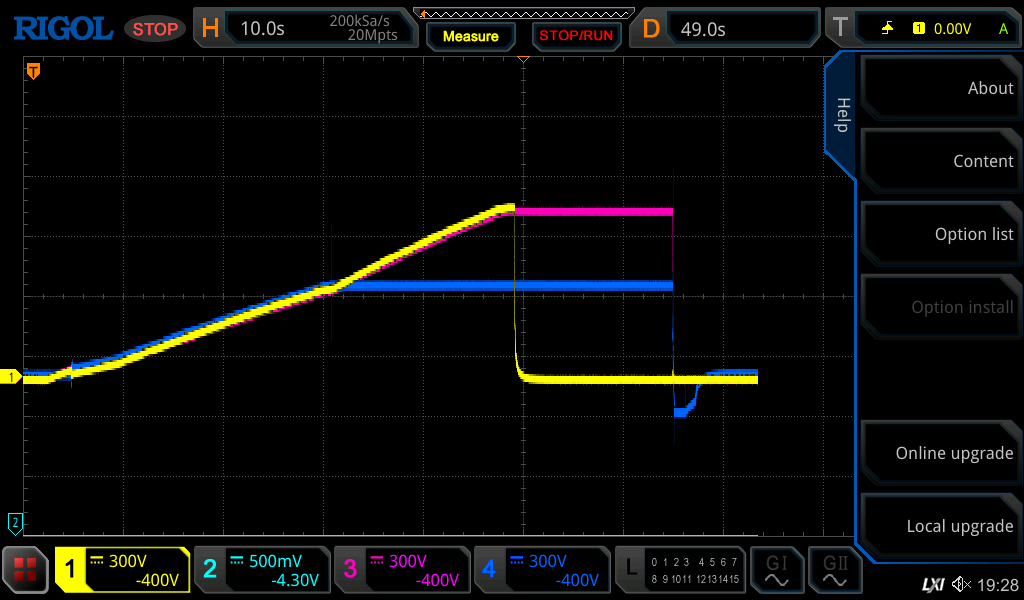 RIGOL STOP H 10.0s 200kSa/s 20Mpts Measure STOP/RUN D 49.0s T 1 0.00V A
T
Help
About
Content
Option list
Option install
Online upgrade
Local upgrade
1
2
1 300V -400V
2 500mV -4.30V
3 300V -400V
4 300V -400V
L 0 1 2 3 4 5 6 7
8 9 10 11 12 13 14 15
GI GII
LXI 19:28